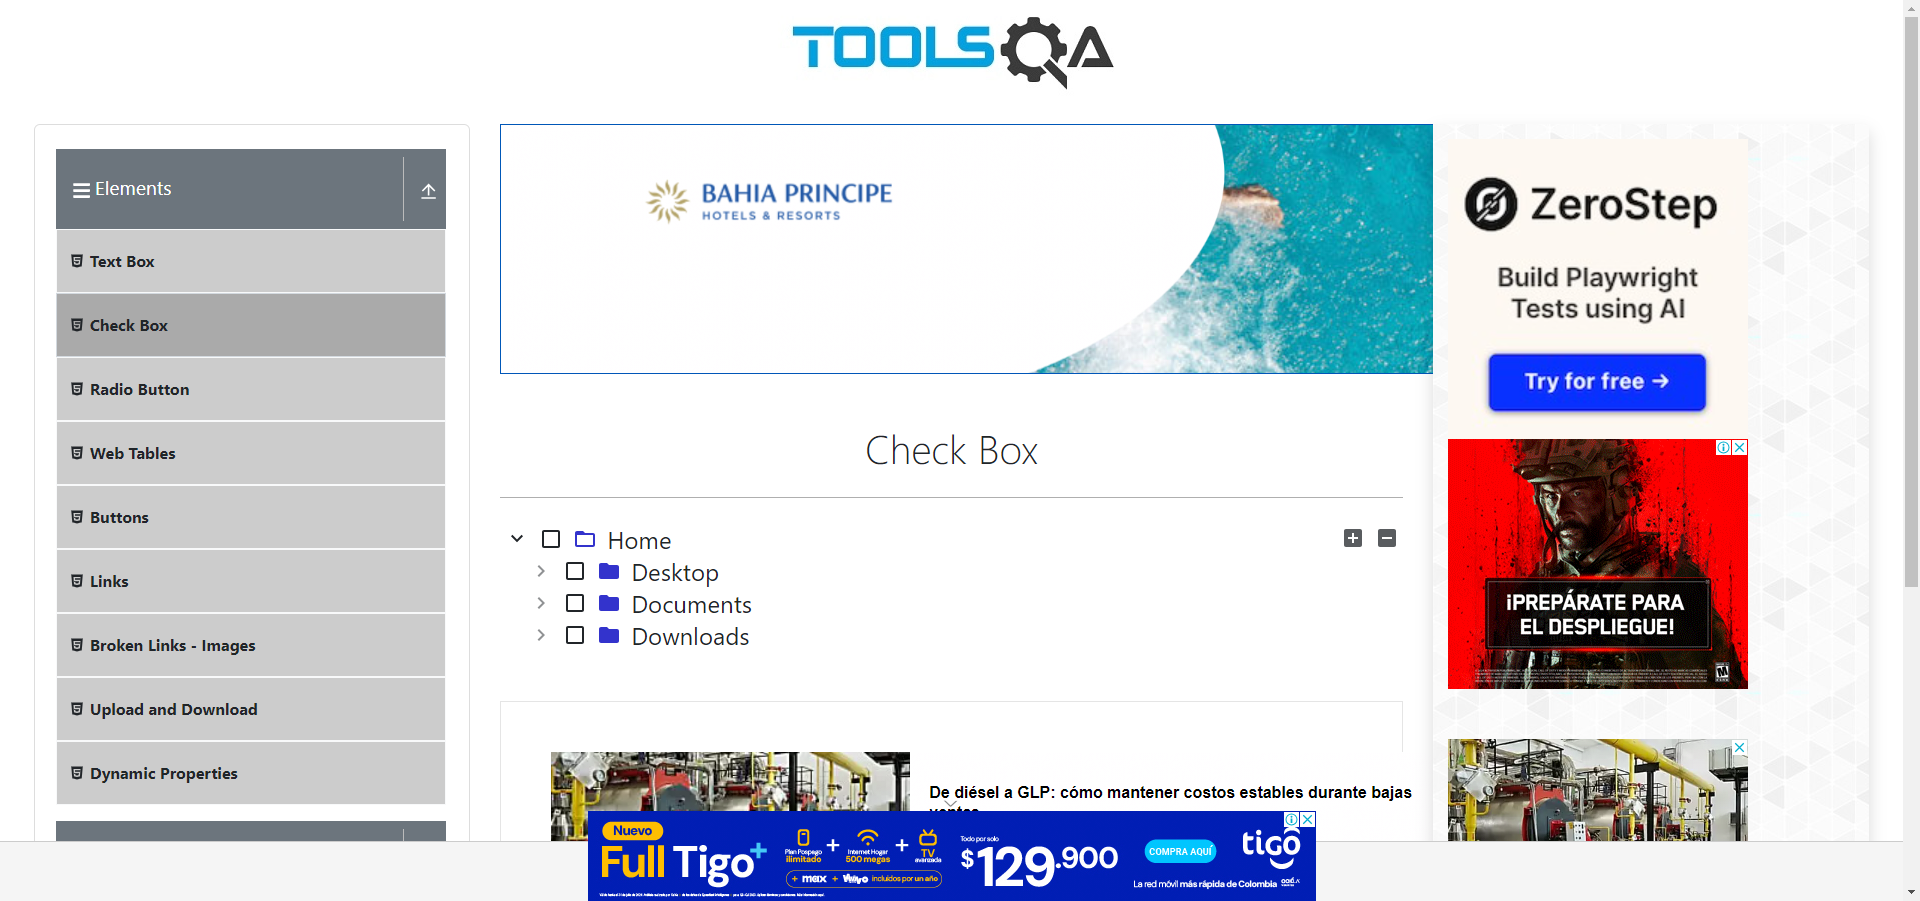 TOOLSQA
Elements
Text Box
Check Box
Radio Button
Web Tables
Buttons
Links
Broken Links - Images
Upload and Download
Dynamic Properties
BAHIA PRINCIPE
HOTELS & RESORTS
Check Box
Home
Desktop
Documents
Downloads
De diésel a GLP: cómo mantener costos estables durante bajas
ZeroStep
Build Playwright
Tests using AI
Try for free →
¡PREPÁRATE PARA
EL DESPLIEGUE!
M
Nuevo
Full Tigo+
Plan Pospago
ilimitado
+
Internet Hogar
500 megas
+
TV
avanzada
+ max + incluidos por un año
Todo por solo
$129.900
COMPRA AQUÍ
tigo
La red móvil más rápida de Colombia